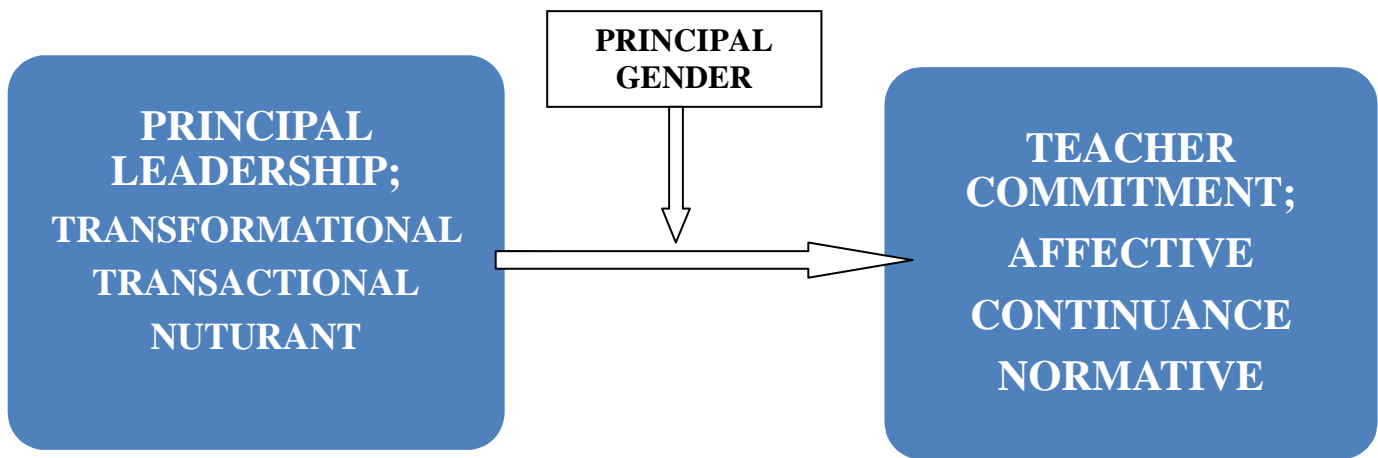 PRINCIPAL
GENDER
PRINCIPAL
LEADERSHIP;
TRANSFORMATIONAL
TRANSACTIONAL
NUTURANT
TEACHER
COMMITMENT;
AFFECTIVE
CONTINUANCE
NORMATIVE